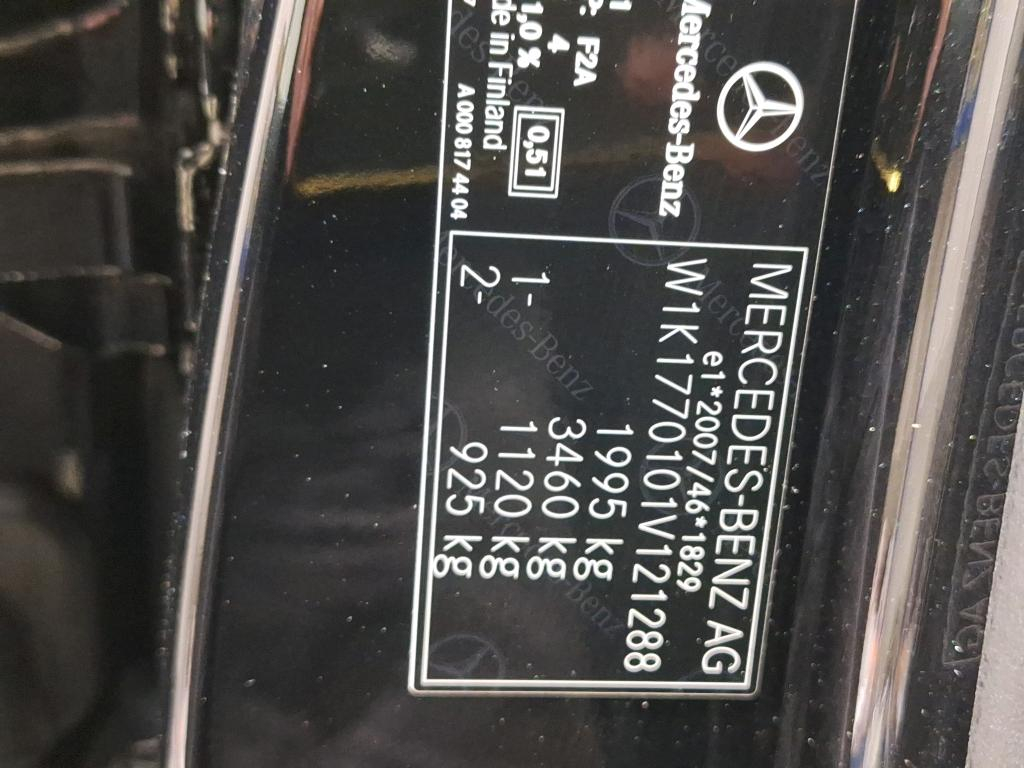 MERCEDES-BENZ AG
e1*2007/46*1829
W1K1770101V121288
1995 kg
3460 kg
1- 1120 kg
2- 925 kg
Mercedes-Benz
F2A
4
1,0 %
0,51
in Finland
A 000 817 44 04